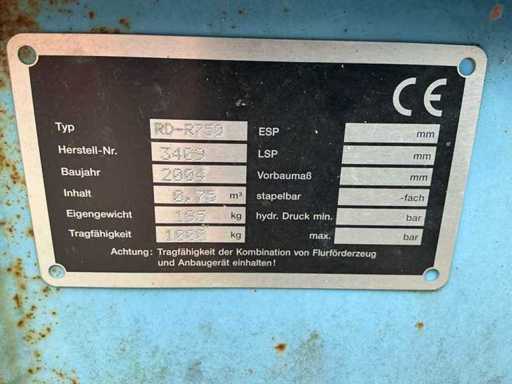 CE
Typ RD-R750 ESP mm
Herstell-Nr. 3409 LSP mm
Baujahr 2004 Vorbaumaß mm
Inhalt 0,75 m³ stapelbar -fach
Eigengewicht kg hydr. Druck min. bar
Tragfähigkeit kg max. bar
Achtung: Tragfähigkeit der Kombination von Flurförderzeug
und Anbaugerät einhalten!